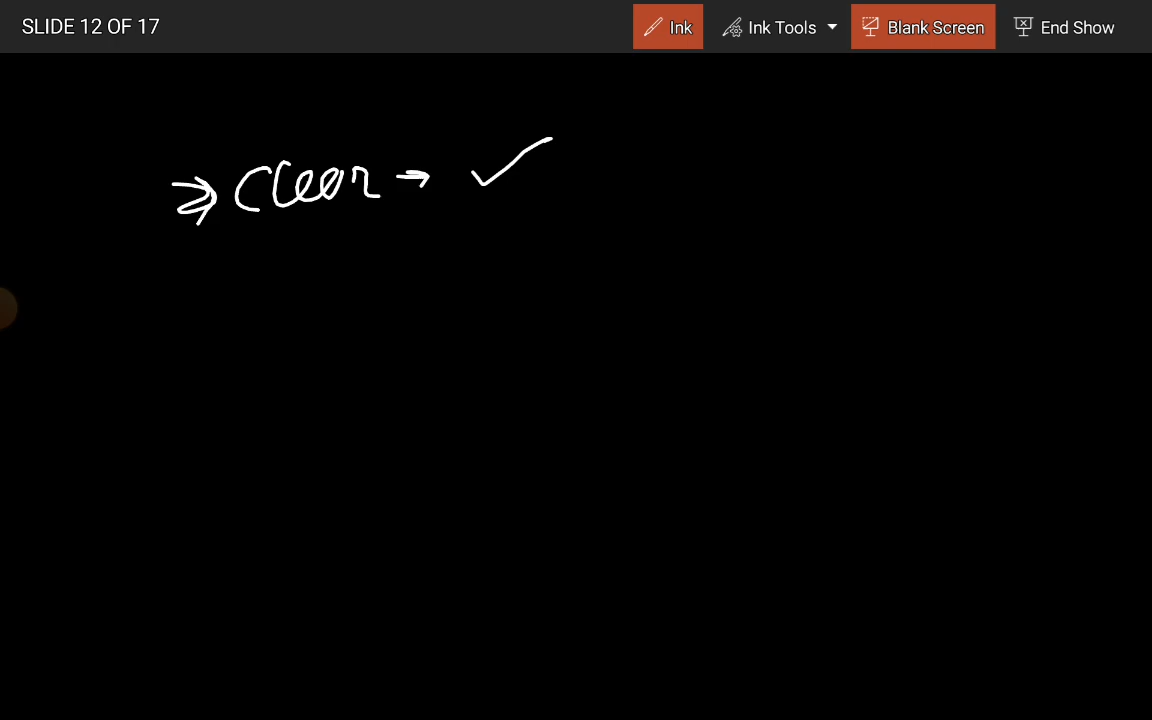 SLIDE 12 OF 17 Ink Ink Tools Blank Screen End Show
⇒ Clear → ✓